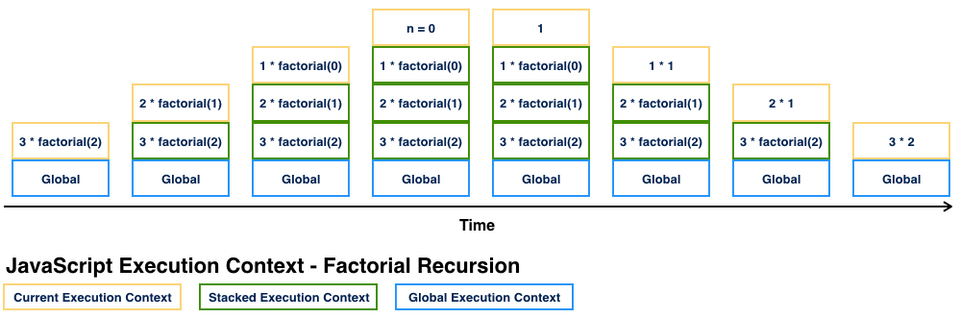 n = 0
1
1 * factorial(0)
1 * factorial(0)
1 * factorial(0)
1 * 1
2 * factorial(1)
2 * factorial(1)
2 * factorial(1)
2 * factorial(1)
2 * factorial(1)
2 * 1
3 * factorial(2)
3 * factorial(2)
3 * factorial(2)
3 * factorial(2)
3 * factorial(2)
3 * factorial(2)
3 * factorial(2)
3 * 2
Global
Global
Global
Global
Global
Global
Global
Global
Time
JavaScript Execution Context - Factorial Recursion
Current Execution Context
Stacked Execution Context
Global Execution Context